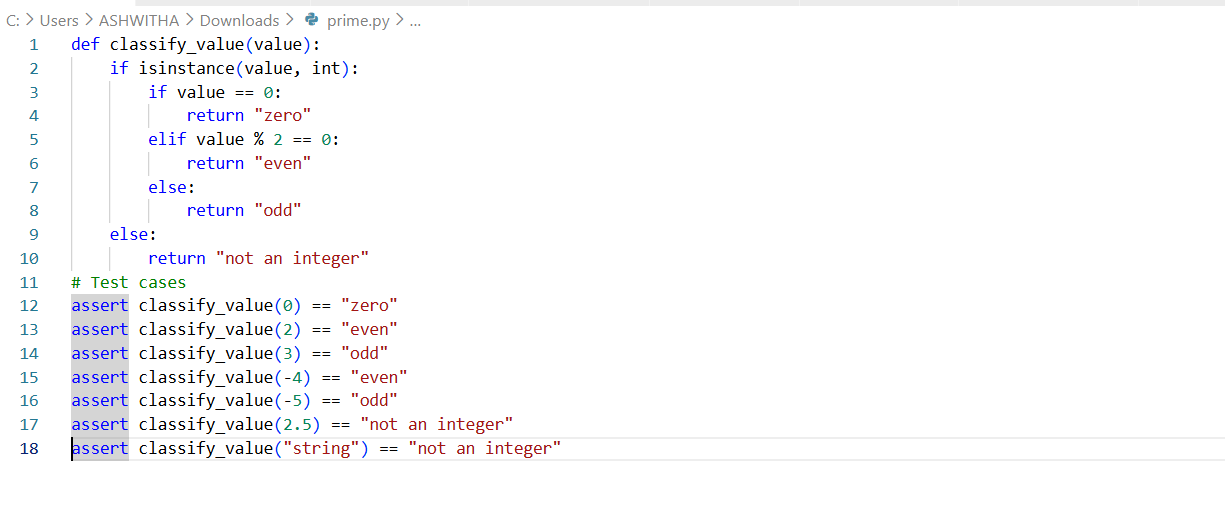 C: > Users > ASHWITHA > Downloads > prime.py > ...
1 def classify_value(value):
2     if isinstance(value, int):
3         if value == 0:
4             return "zero"
5         elif value % 2 == 0:
6             return "even"
7         else:
8             return "odd"
9     else:
10         return "not an integer"
11 # Test cases
12 assert classify_value(0) == "zero"
13 assert classify_value(2) == "even"
14 assert classify_value(3) == "odd"
15 assert classify_value(-4) == "even"
16 assert classify_value(-5) == "odd"
17 assert classify_value(2.5) == "not an integer"
18 assert classify_value("string") == "not an integer"